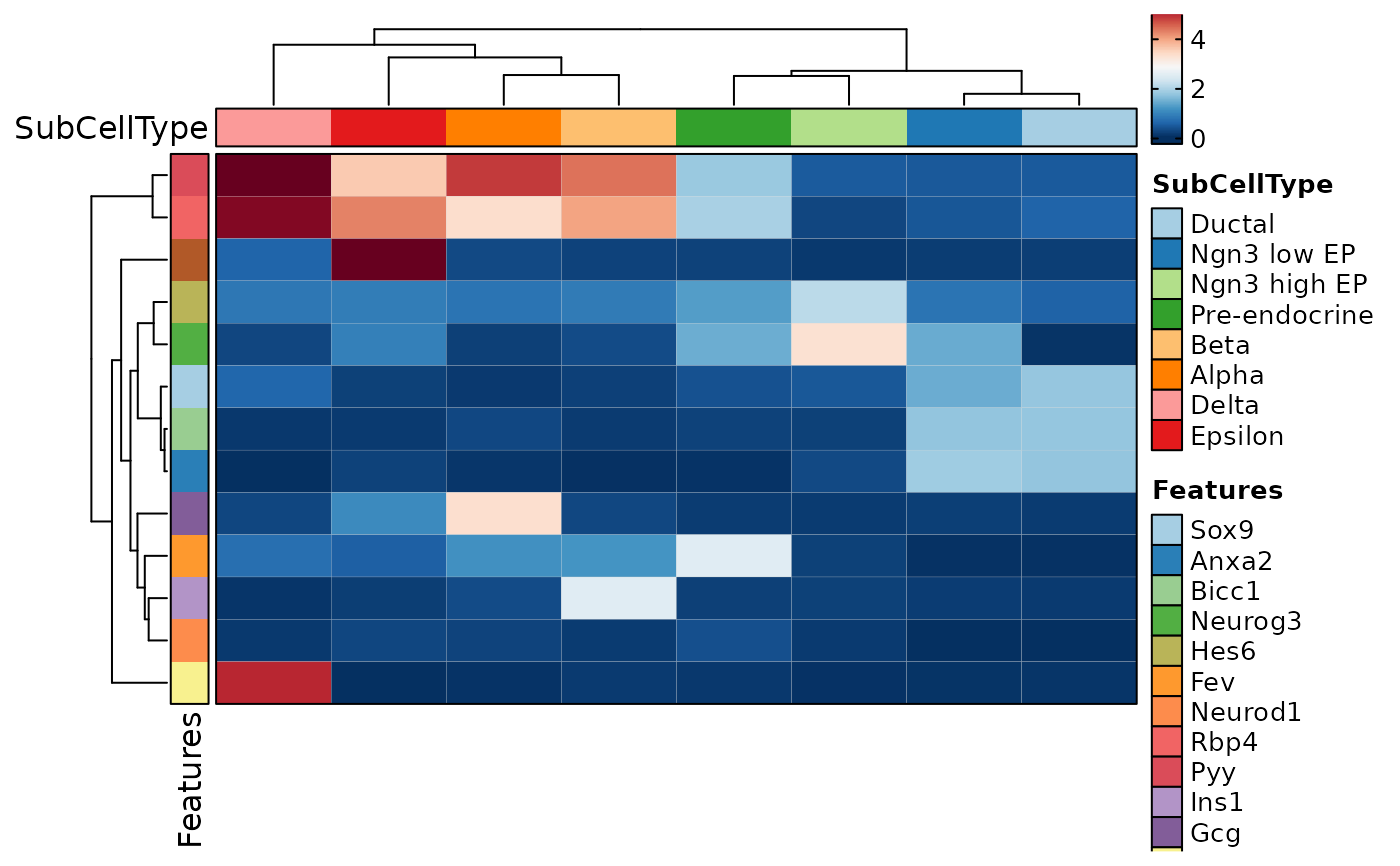 SubCellType
Features
4
2
0
SubCellType
Ductal
Ngn3 low EP
Ngn3 high EP
Pre-endocrine
Beta
Alpha
Delta
Epsilon
Features
Sox9
Anxa2
Bicc1
Neurog3
Hes6
Fev
Neurod1
Rbp4
Pyy
Ins1
Gcg